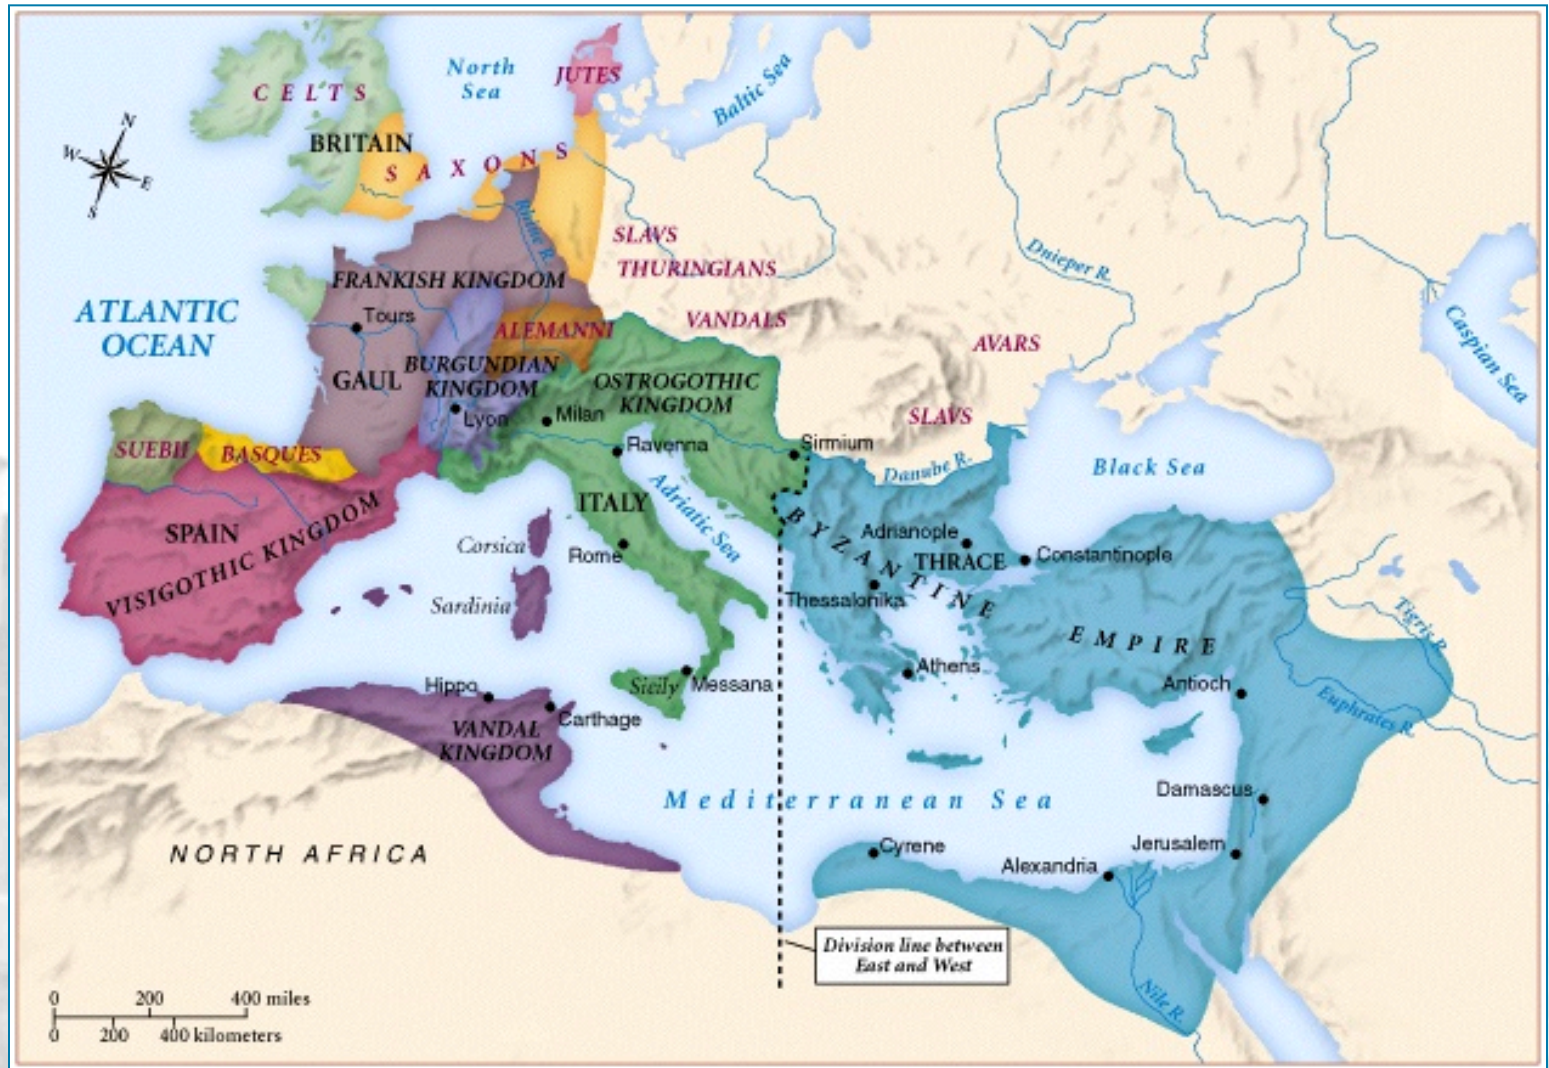 North
Sea
JUTES
Baltic Sea
CELTS
N
W
E
S
BRITAIN
SAXONS
Rhine R.
SLAVS
THURINGIANS
Dnieper R.
FRANKISH KINGDOM
ATLANTIC
OCEAN
Tours
ALEMANNI
VANDALS
AVARS
Caspian Sea
GAUL
BURGUNDIAN
KINGDOM
OSTROGOTHIC
KINGDOM
Lyon
Milan
SLAVS
SUEBII
BASQUES
Ravenna
Sirmium
Danube R.
Black Sea
SPAIN
VISIGOTHIC KINGDOM
ITALY
Adriatic Sea
Corsica
Rome
Sardinia
BYZANTINE
EMPIRE
Adrianople
THRACE
Constantinople
Thessalonika
Tigris R.
Athens
Antioch
Euphrates R.
Sicily
Messana
Hippo
Carthage
VANDAL
KINGDOM
Mediterranean Sea
Damascus
NORTH AFRICA
Cyrene
Jerusalem
Alexandria
Division line between
East and West
Nile R.
0 200 400 miles
0 200 400 kilometers